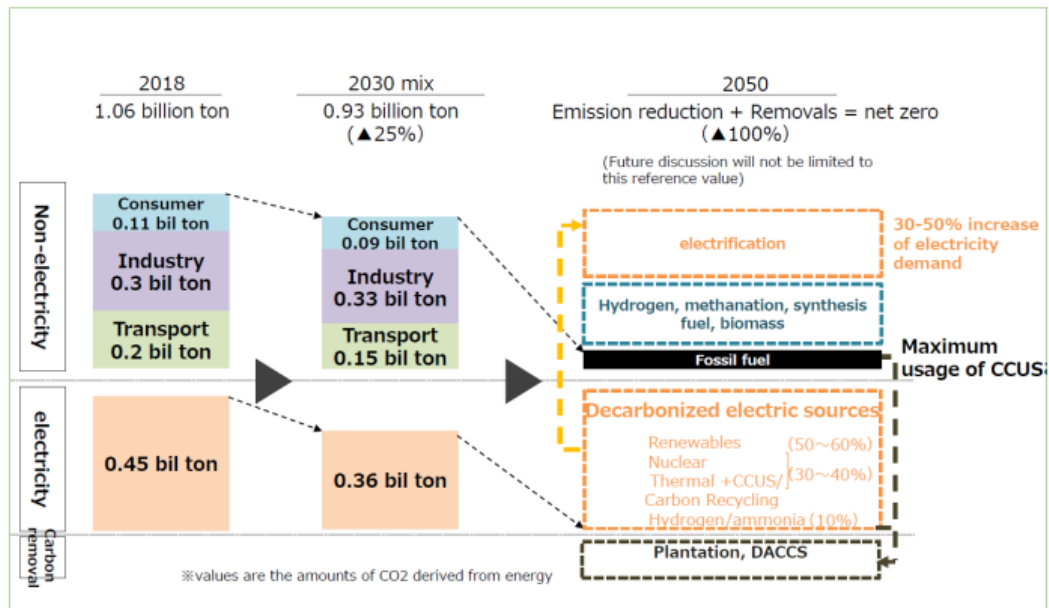 2018
1.06 billion ton
2030 mix
0.93 billion ton
(▲25%)
2050
Emission reduction + Removals = net zero
(▲100%)
(Future discussion will not be limited to
this reference value)
Non-electricity
Consumer
0.11 bil ton
Industry
0.3 bil ton
Transport
0.2 bil ton
Consumer
0.09 bil ton
Industry
0.33 bil ton
Transport
0.15 bil ton
electrification
30-50% increase
of electricity
demand
Hydrogen, methanation, synthesis
fuel, biomass
Fossil fuel
Maximum
usage of CCUS
electricity
0.45 bil ton
0.36 bil ton
Decarbonized electric sources
Renewables (50～60%)
Nuclear
Thermal +CCUS/ (30～40%)
Carbon Recycling
Hydrogen/ammonia (10%)
Carbon
removal
Plantation, DACCS
※values are the amounts of CO2 derived from energy